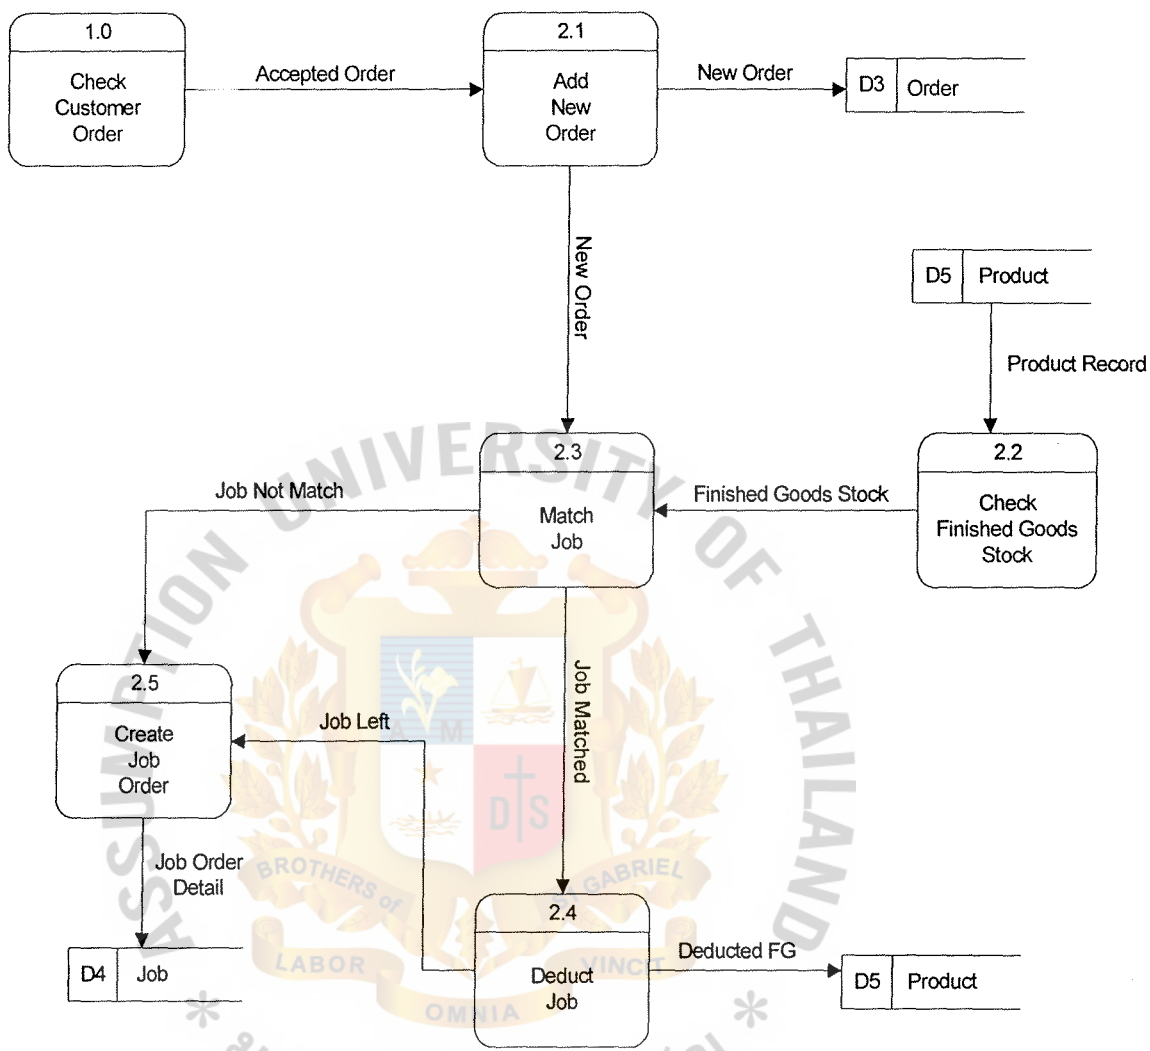 1.0
Check
Customer
Order
Accepted Order
2.1
Add
New
Order
New Order
D3 Order
New Order
D5 Product
Product Record
2.3
Match
Job
2.2
Check
Finished Goods
Stock
Finished Goods Stock
Job Not Match
Job Matched
2.5
Create
Job
Order
Job Left
Job Order
Detail
D4 Job
2.4
Deduct
Job
Deducted FG
D5 Product
ASSUMPTION UNIVERSITY OF THAILAND
A M
D S
BROTHERS of ST GABRIEL
LABOR
OMNIA
VINCIT